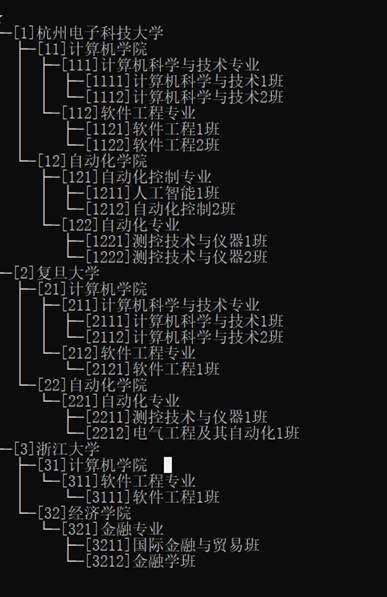 [1]杭州电子科技大学
[11]计算机学院
[111]计算机科学与技术专业
[1111]计算机科学与技术1班
[1112]计算机科学与技术2班
[112]软件工程专业
[1121]软件工程1班
[1122]软件工程2班
[12]自动化学院
[121]自动化控制专业
[1211]人工智能1班
[1212]自动化控制2班
[122]自动化专业
[1221]测控技术与仪器1班
[1222]测控技术与仪器2班
[2]复旦大学
[21]计算机学院
[211]计算机科学与技术专业
[2111]计算机科学与技术1班
[2112]计算机科学与技术2班
[212]软件工程专业
[2121]软件工程1班
[22]自动化学院
[221]自动化专业
[2211]测控技术与仪器1班
[2212]电气工程及其自动化1班
[3]浙江大学
[31]计算机学院
[311]软件工程专业
[3111]软件工程1班
[32]经济学院
[321]金融专业
[3211]国际金融与贸易班
[3212]金融学班